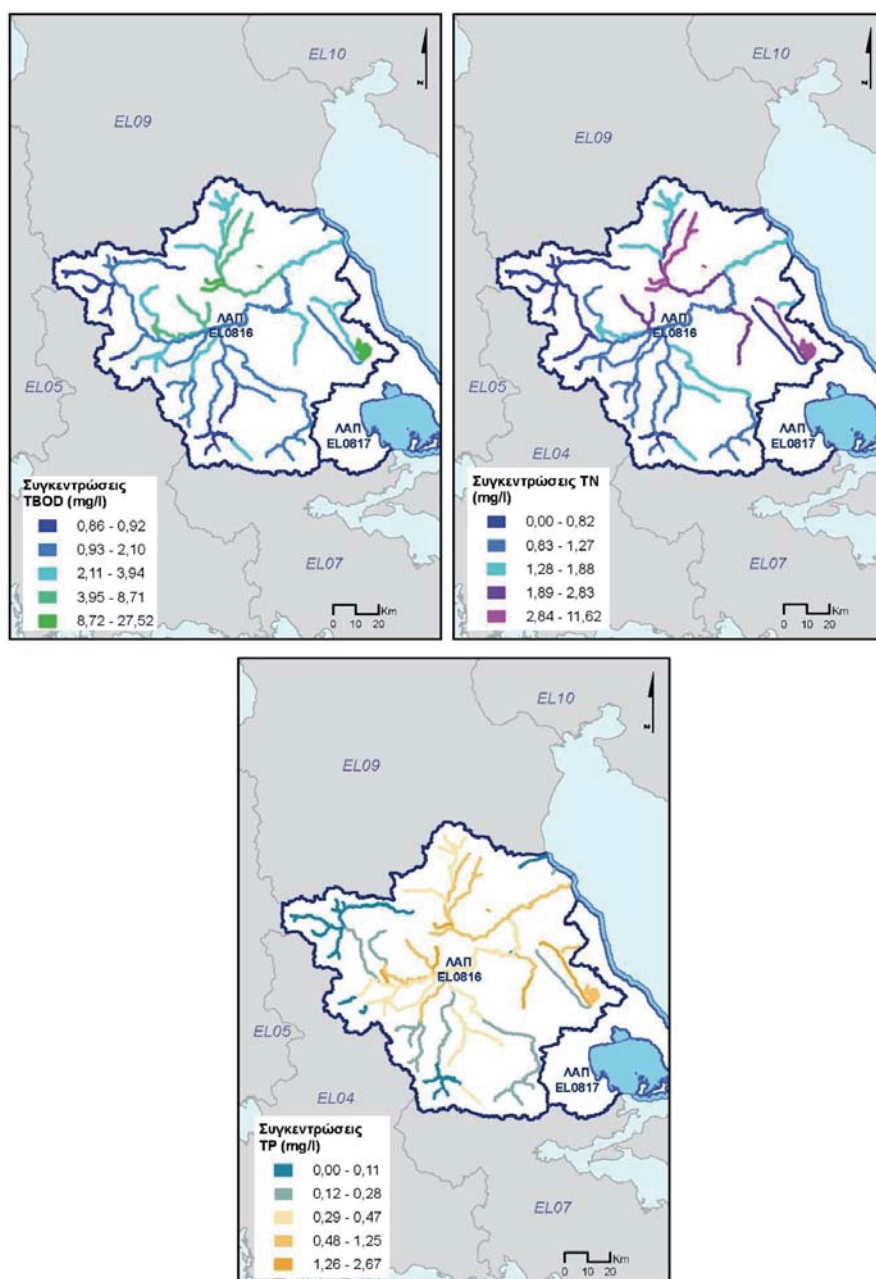 EL10
N
EL09
ΛΑΠ
EL0816
EL05
ΛΑΠ
EL0817
EL04
Συγκεντρώσεις
TBOD (mg/l)
0,86 - 0,92
0,93 - 2,10
2,11 - 3,94
3,95 - 8,71
8,72 - 27,52
EL07
Km
0 10 20
EL10
N
EL09
ΛΑΠ
EL0816
EL05
ΛΑΠ
EL0817
EL04
Συγκεντρώσεις TN
(mg/l)
0,00 - 0,82
0,83 - 1,27
1,28 - 1,88
1,89 - 2,83
2,84 - 11,62
EL07
Km
0 10 20
EL10
N
EL09
ΛΑΠ
EL0816
EL05
ΛΑΠ
EL0817
EL04
Συγκεντρώσεις
TP (mg/l)
0,00 - 0,11
0,12 - 0,28
0,29 - 0,47
0,48 - 1,25
1,26 - 2,67
EL07
Km
0 10 20